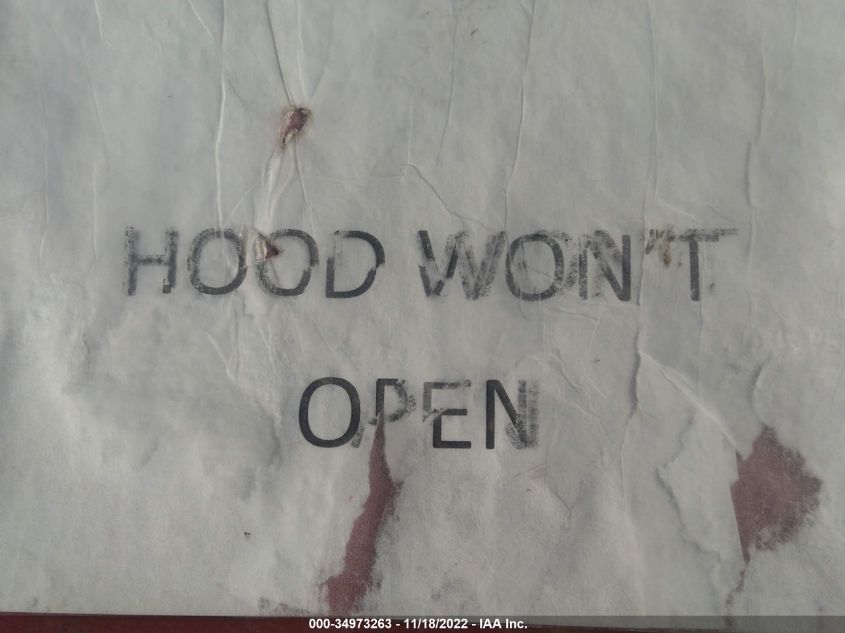 HOOD WON'T
OPEN
000-34973263 - 11/18/2022 - IAA Inc.